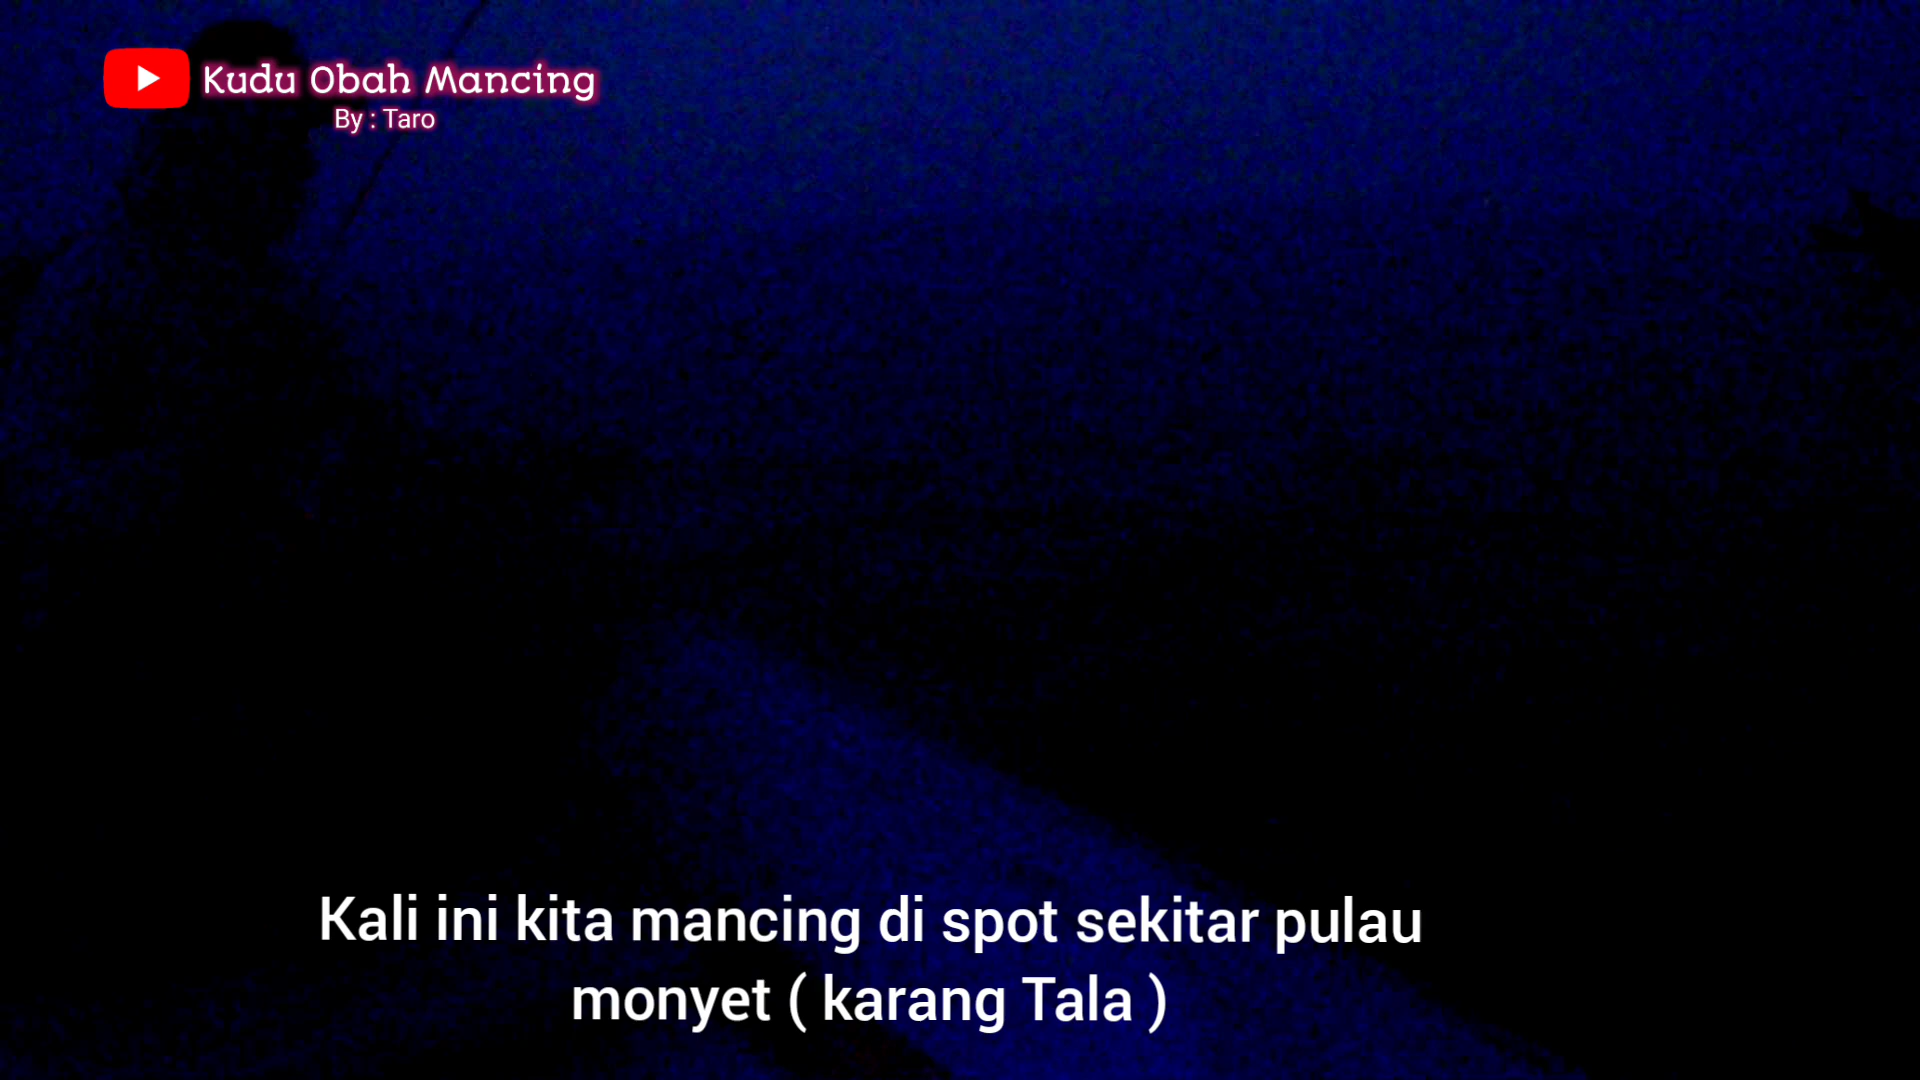 Kudu Obah Mancing
By : Taro
Kali ini kita mancing di spot sekitar pulau
monyet ( karang Tala )